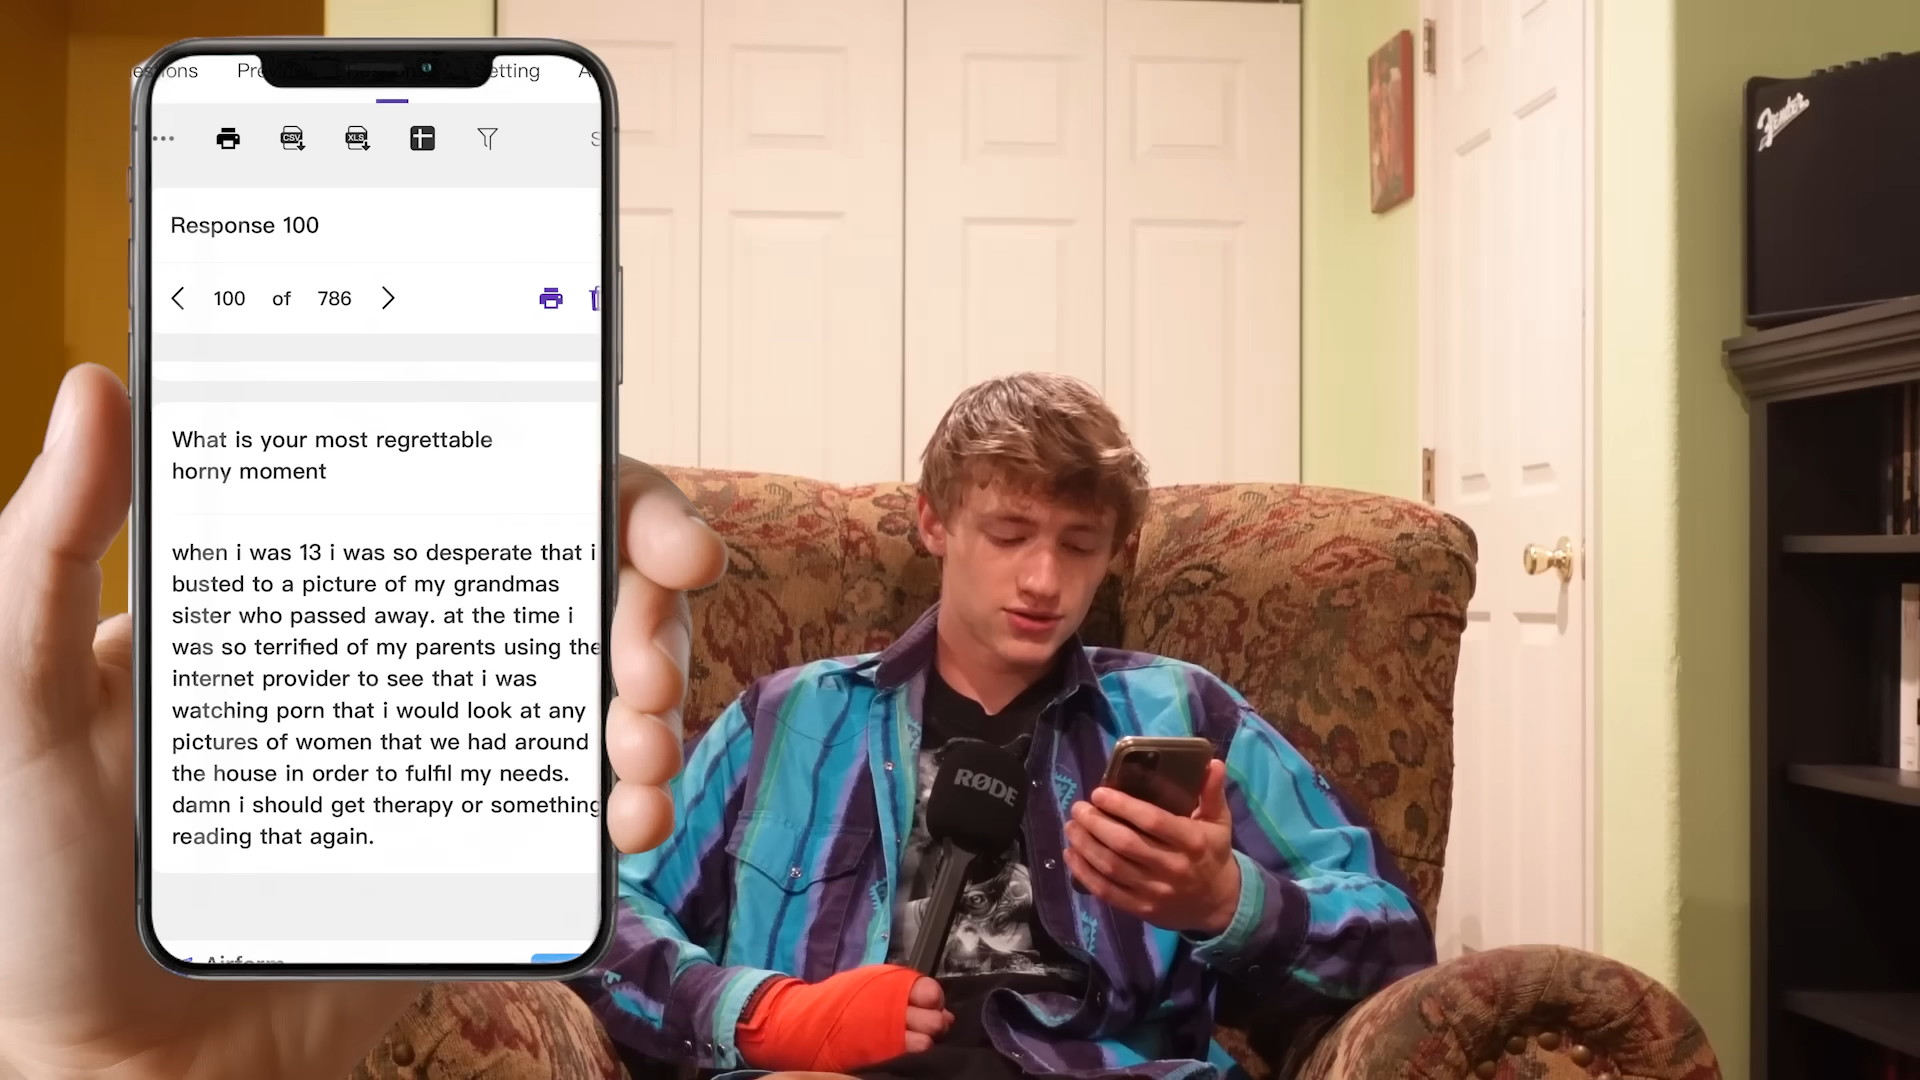 Setting
CSV
XLS
Response 100
100 of 786
What is your most regrettable
horny moment
when i was 13 i was so desperate that i
busted to a picture of my grandmas
sister who passed away. at the time i
was so terrified of my parents using the
internet provider to see that i was
watching porn that i would look at any
pictures of women that we had around
the house in order to fulfil my needs.
damn i should get therapy or something
reading that again.
RØDE
Fender